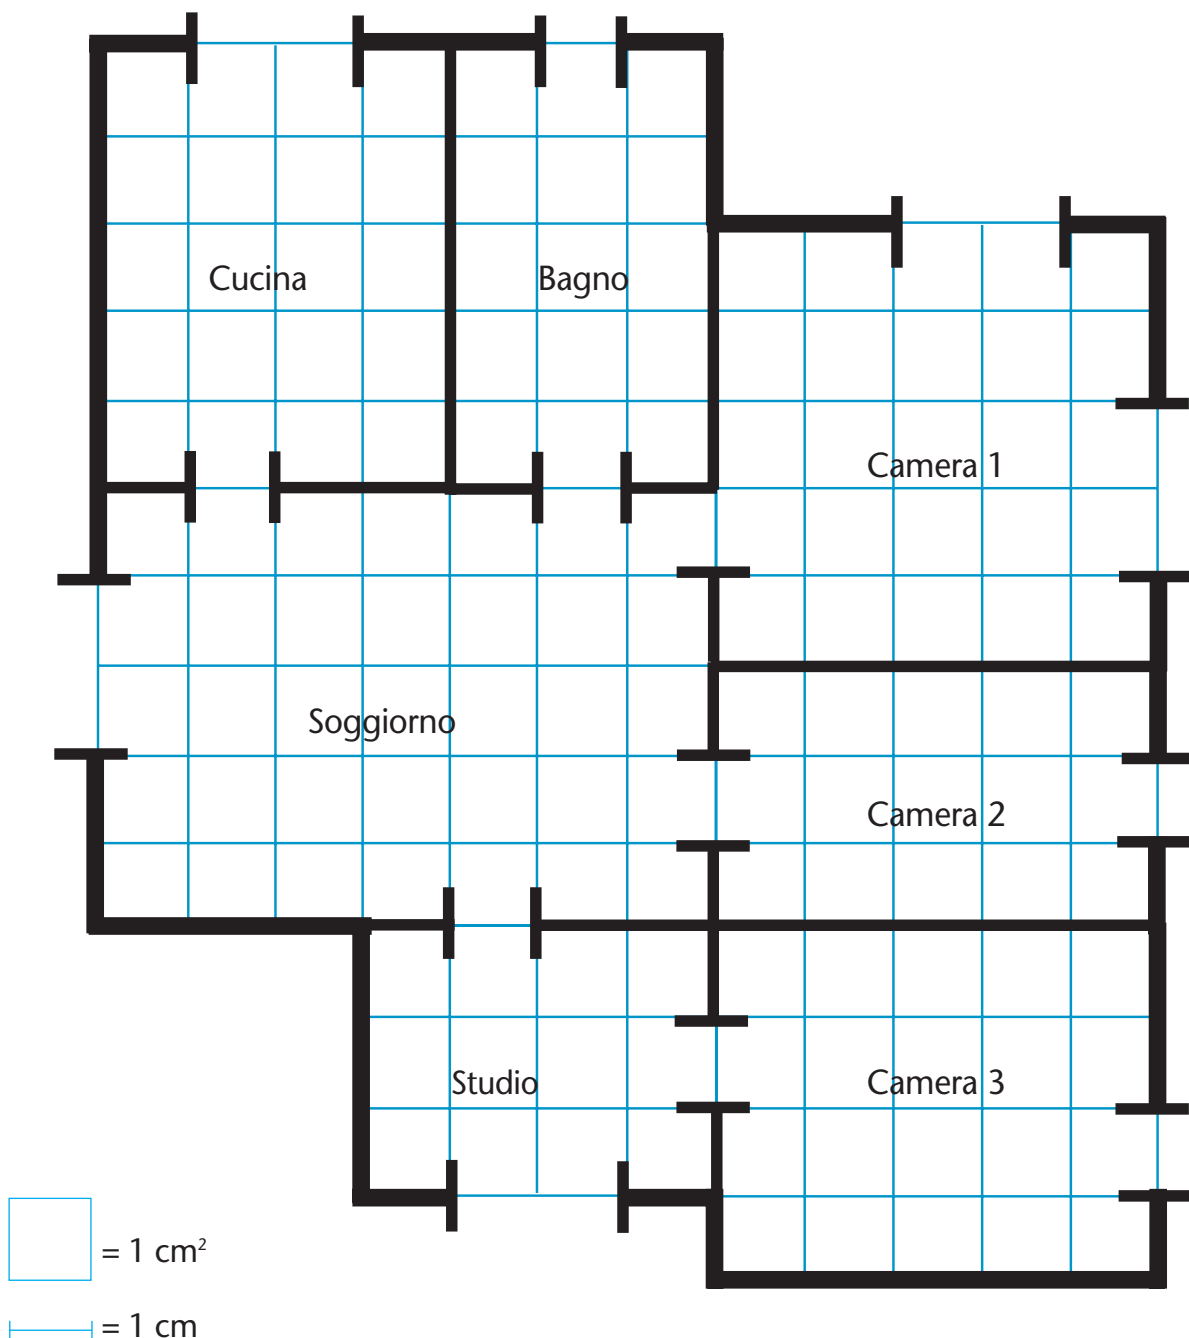 Cucina
Bagno
Camera 1
Soggiorno
Camera 2
Studio
Camera 3
= 1 cm²
= 1 cm